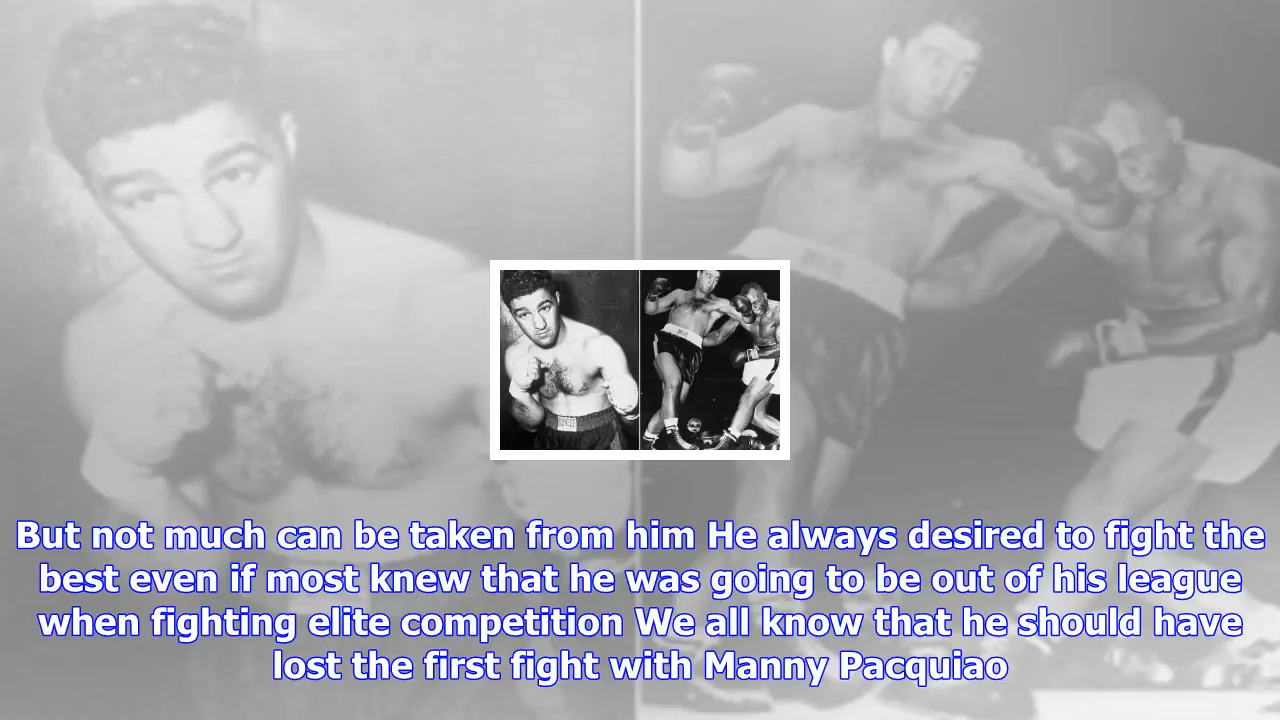 But not much can be taken from him He always desired to fight the
best even if most knew that he was going to be out of his league
when fighting elite competition We all know that he should have
lost the first fight with Manny Pacquiao